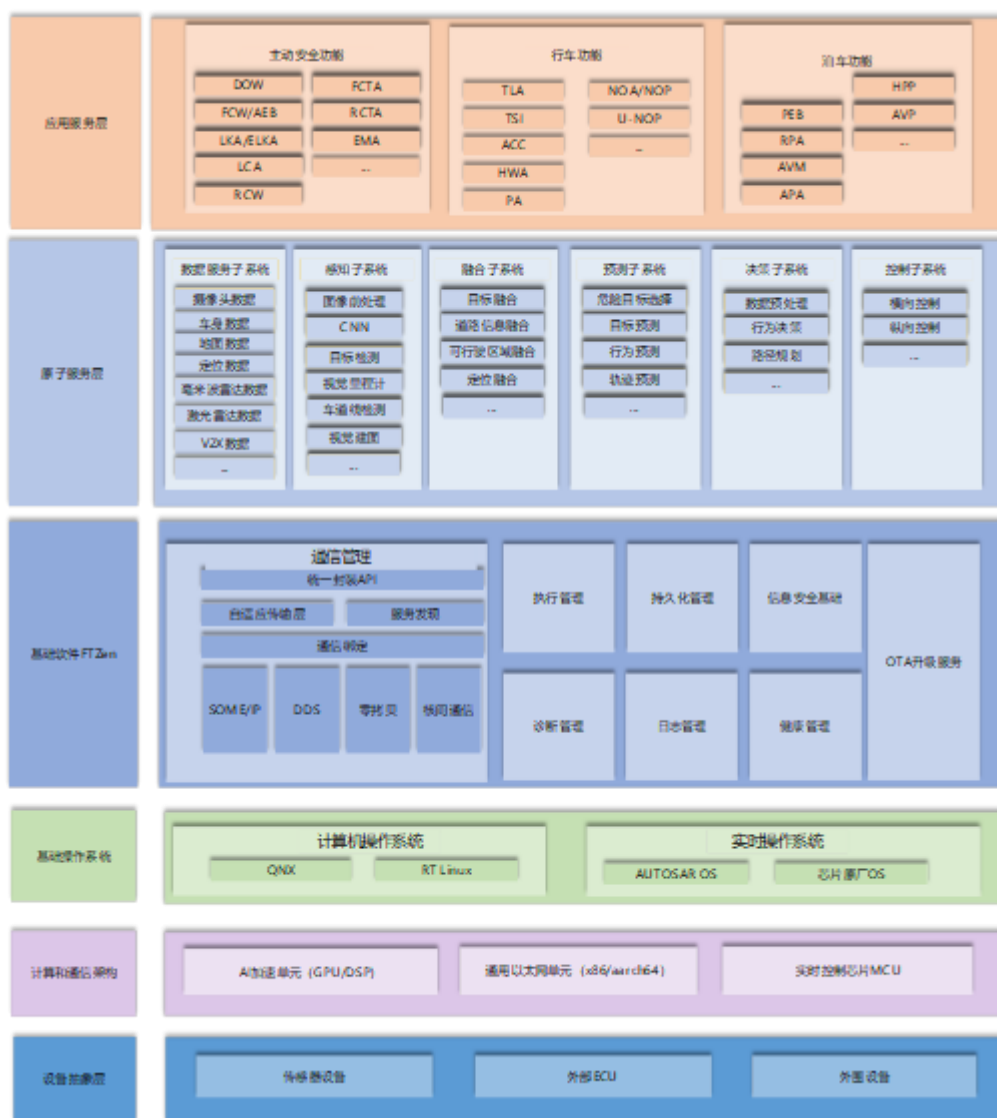 应用服务层
主动安全功能
DOW
FCW/AEB
LKA/ELKA
LCA
RCW
FCTA
RCTA
EMA
...
行车功能
TLA
TSI
ACC
HWA
PA
NOA/NOP
U-NOP
...
泊车功能
PEB
RPA
AVM
APA
HPP
AVP
...
原子服务层
数据服务子系统
摄像头数据
车身数据
地图数据
定位数据
毫米波雷达数据
激光雷达数据
V2X数据
...
感知子系统
图像前处理
CNN
目标检测
视觉里程计
车道线检测
视觉建图
...
融合子系统
目标融合
道路信息融合
可行驶区域融合
定位融合
...
预测子系统
危险目标选择
目标预测
行为预测
轨迹预测
...
决策子系统
数据预处理
行为决策
路径规划
...
控制子系统
横向控制
纵向控制
...
基础软件FTZen
通信管理
统一封装API
自适应传输层
服务发现
通信绑定
SOME/IP
DDS
零拷贝
核间通信
执行管理
持久化管理
信息安全基础
诊断管理
日志管理
健康管理
OTA升级服务
基础操作系统
计算机操作系统
QNX
RT Linux
实时操作系统
AUTOSAR OS
芯片原厂OS
计算和通信架构
AI加速单元（GPU/DSP）
通用以太网单元（x86/aarch64）
实时控制芯片MCU
设备抽象层
传感器设备
外部ECU
外围设备